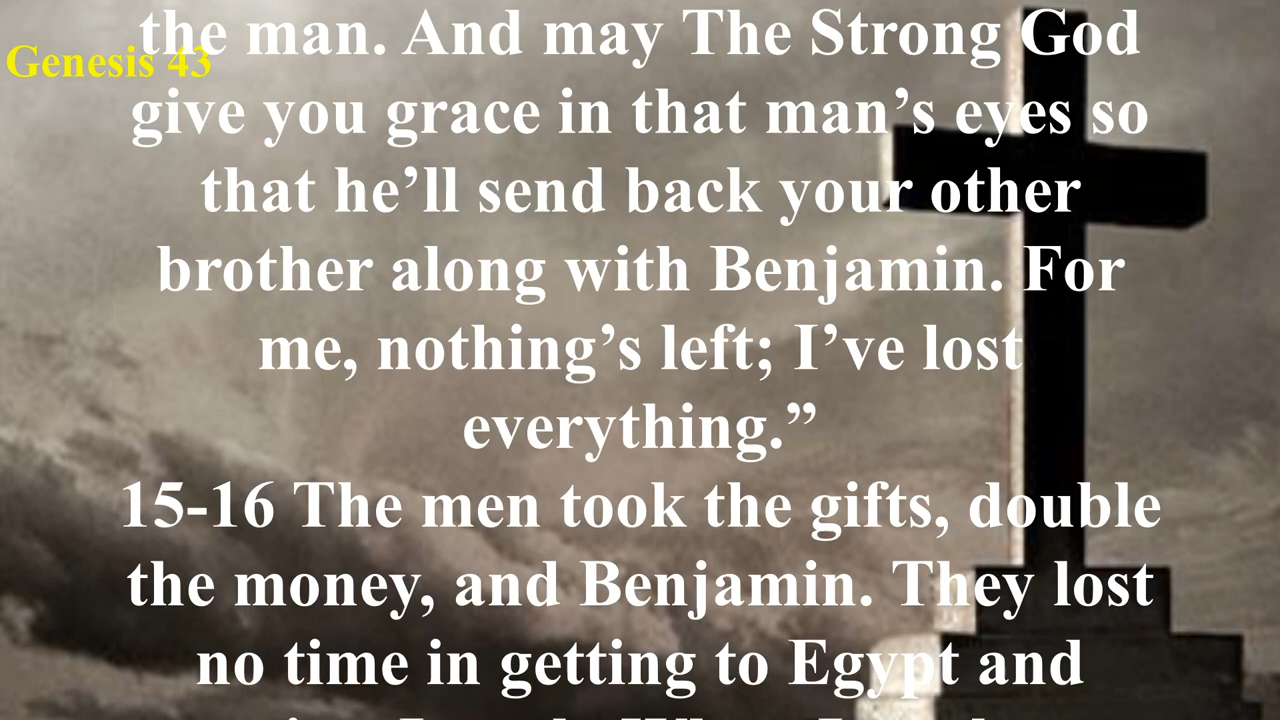 the man. And may The Strong God
Genesis 43
give you grace in that man’s eyes so
that he’ll send back your other
brother along with Benjamin. For
me, nothing’s left; I’ve lost
everything.”
15-16 The men took the gifts, double
the money, and Benjamin. They lost
no time in getting to Egypt and